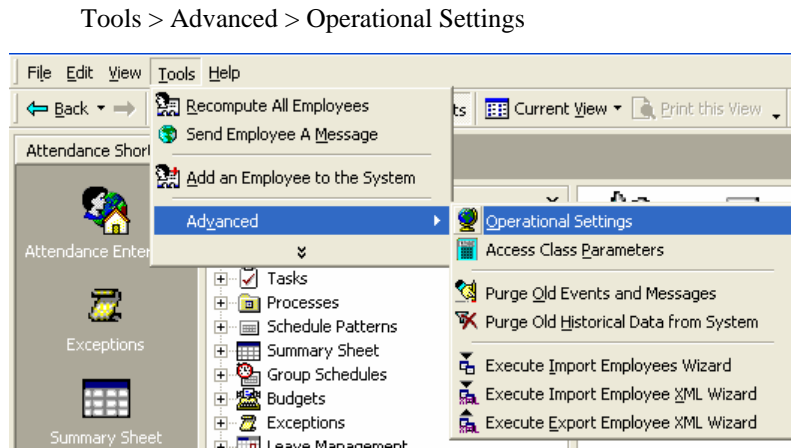 Tools > Advanced > Operational Settings
File Edit View Tools Help
Back ts Current View Print this View
Recompute All Employees
Send Employee A Message
Add an Employee to the System
Advanced
Operational Settings
Access Class Parameters
Purge Old Events and Messages
Purge Old Historical Data from System
Execute Import Employees Wizard
Execute Import Employee XML Wizard
Execute Export Employee XML Wizard
Attendance Short
Attendance Enter
Exceptions
Summary Sheet
Tasks
Processes
Schedule Patterns
Summary Sheet
Group Schedules
Budgets
Exceptions
Leave Management